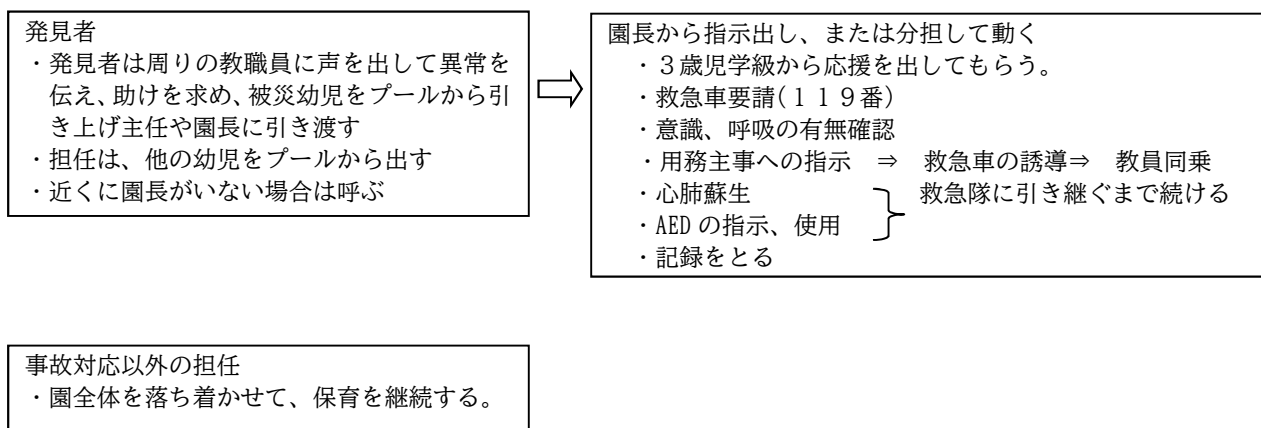 発見者
・発見者は周りの教職員に声を出して異常を
伝え、助けを求め、被災幼児をプールから引
き上げ主任や園長に引き渡す
・担任は、他の幼児をプールから出す
・近くに園長がいない場合は呼ぶ
園長から指示出し、または分担して動く
・３歳児学級から応援を出してもらう。
・救急車要請(１１９番)
・意識、呼吸の有無確認
・用務主事への指示　⇒　救急車の誘導⇒　教員同乗
・心肺蘇生　　　救急隊に引き継ぐまで続ける
・AED の指示、使用
・記録をとる
事故対応以外の担任
・園全体を落ち着かせて、保育を継続する。